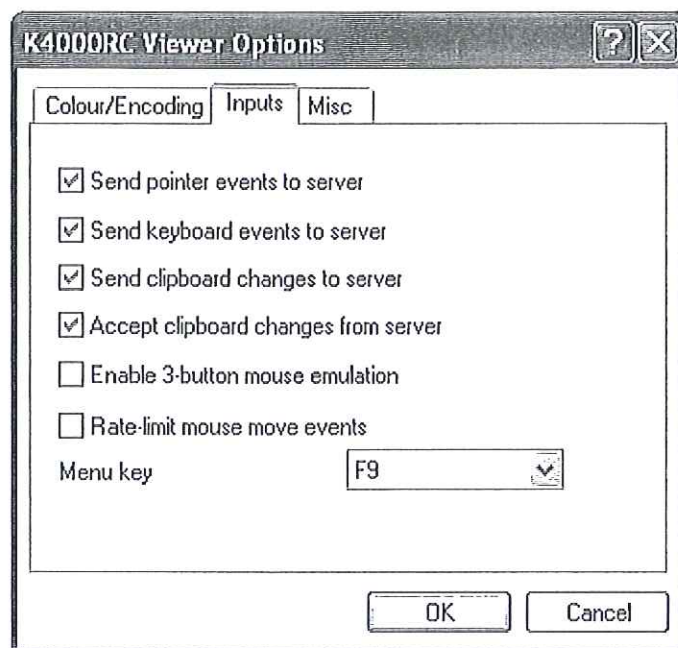 K4000RC Viewer Options
Colour/Encoding Inputs Misc
Send pointer events to server
Send keyboard events to server
Send clipboard changes to server
Accept clipboard changes from server
Enable 3-button mouse emulation
Rate-limit mouse move events
Menu key F9
OK Cancel